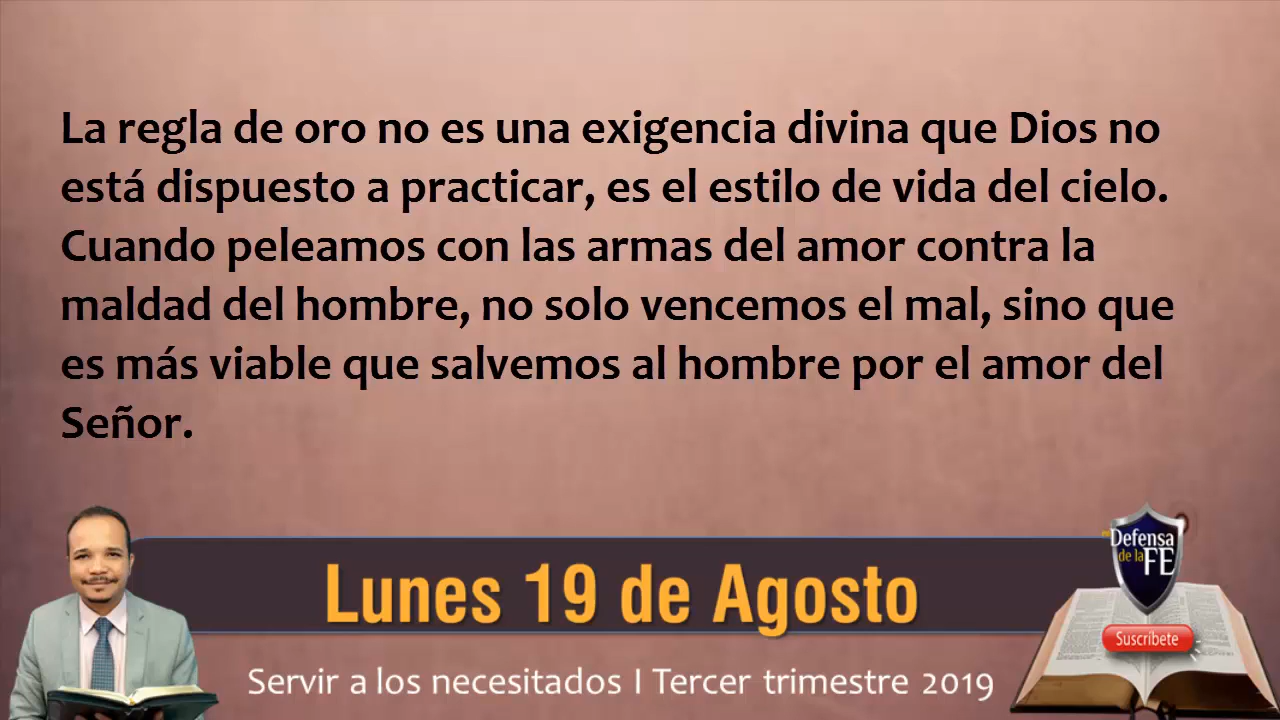 La regla de oro no es una exigencia divina que Dios no
está dispuesto a practicar, es el estilo de vida del cielo.
Cuando peleamos con las armas del amor contra la
maldad del hombre, no solo vencemos el mal, sino que
es más viable que salvemos al hombre por el amor del
Señor.
Defensa
de la
FE
Lunes 19 de Agosto
Suscríbete
Servir a los necesitados I Tercer trimestre 2019